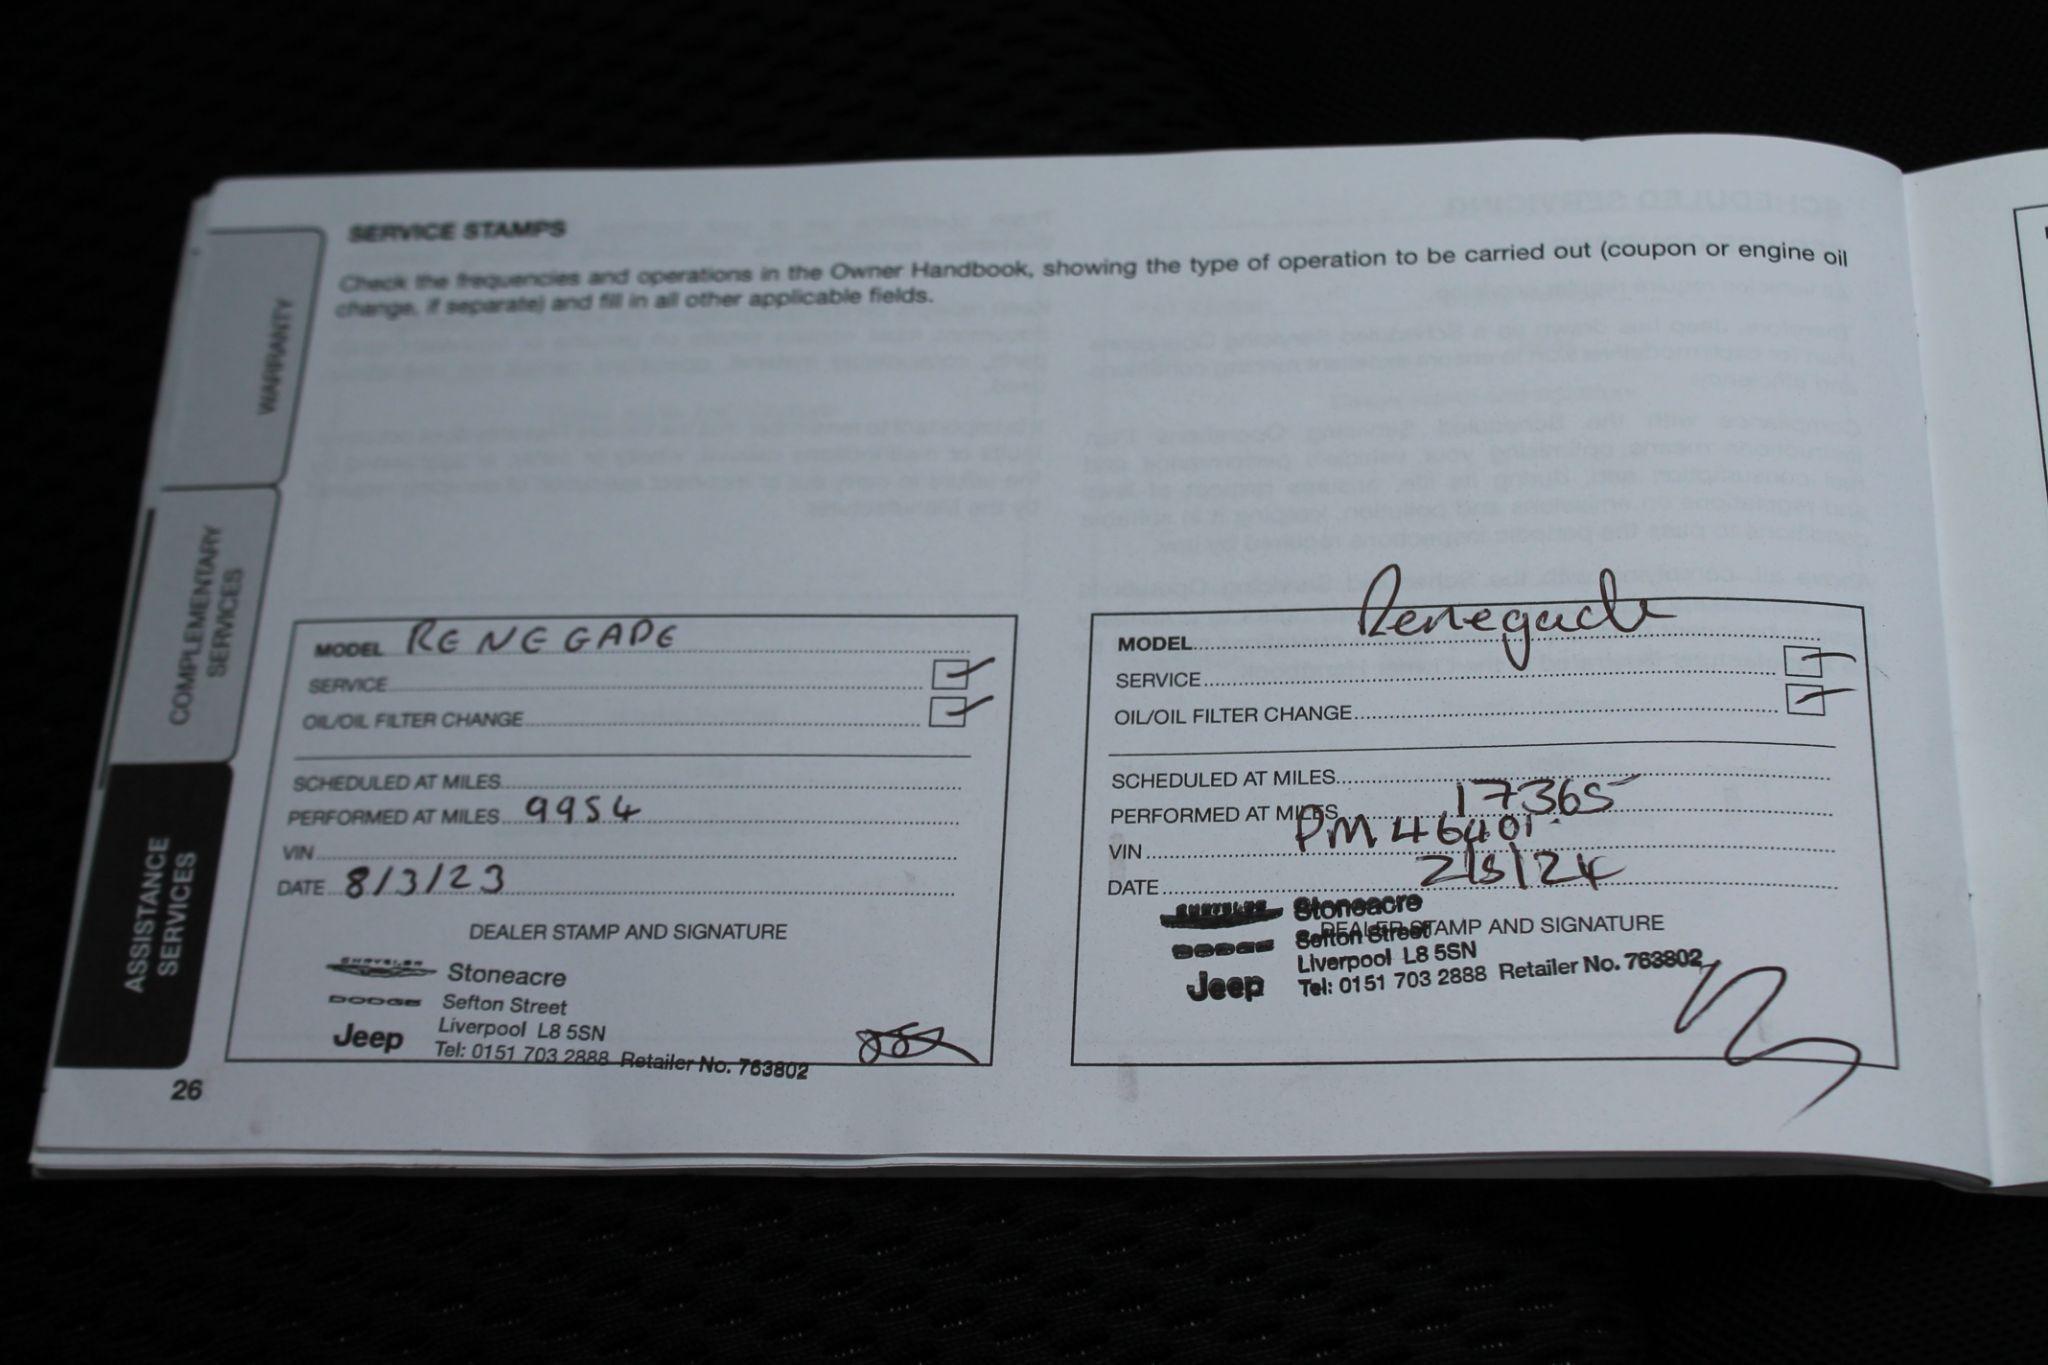 SERVICE STAMPS
Check the frequencies and operations in the Owner Handbook, showing the type of operation to be carried out (coupon or engine oil
change, if separate) and fill in all other applicable fields.
WARRANTY
COMPLEMENTARY
SERVICES
ASSISTANCE
SERVICES
MODEL RENEGADE
SERVICE
OIL/OIL FILTER CHANGE
SCHEDULED AT MILES
PERFORMED AT MILES 9954
VIN
DATE 8/3/23
DEALER STAMP AND SIGNATURE
CHRYSLER Stoneacre
DODGE Sefton Street
Liverpool L8 5SN
Jeep
Tel: 0151 703 2888 Retailer No. 763802
26
MODEL Renegade
SERVICE
OIL/OIL FILTER CHANGE
SCHEDULED AT MILES
PERFORMED AT MILES 17365
VIN PM46401
DATE
DEALER STAMP AND SIGNATURE
CHRYSLER Stoneacre
DODGE Sefton Street
Liverpool L8 5SN
Jeep
Tel: 0151 703 2888 Retailer No. 763802